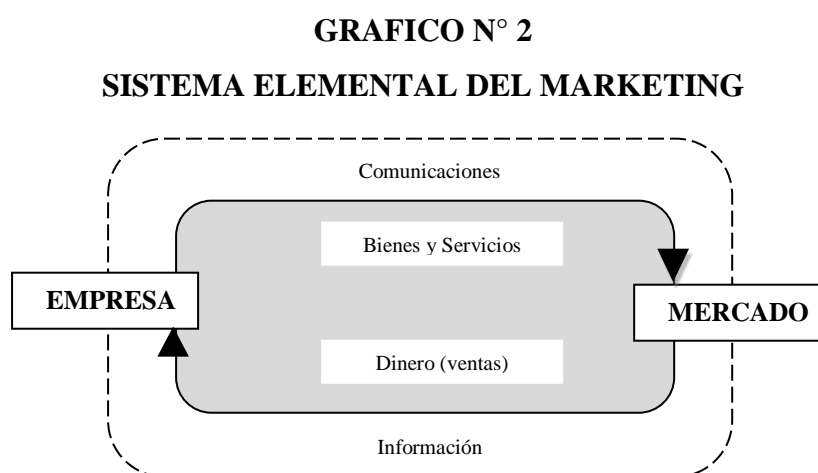 GRAFICO N° 2
SISTEMA ELEMENTAL DEL MARKETING
Comunicaciones
Bienes y Servicios
EMPRESA
MERCADO
Dinero (ventas)
Información